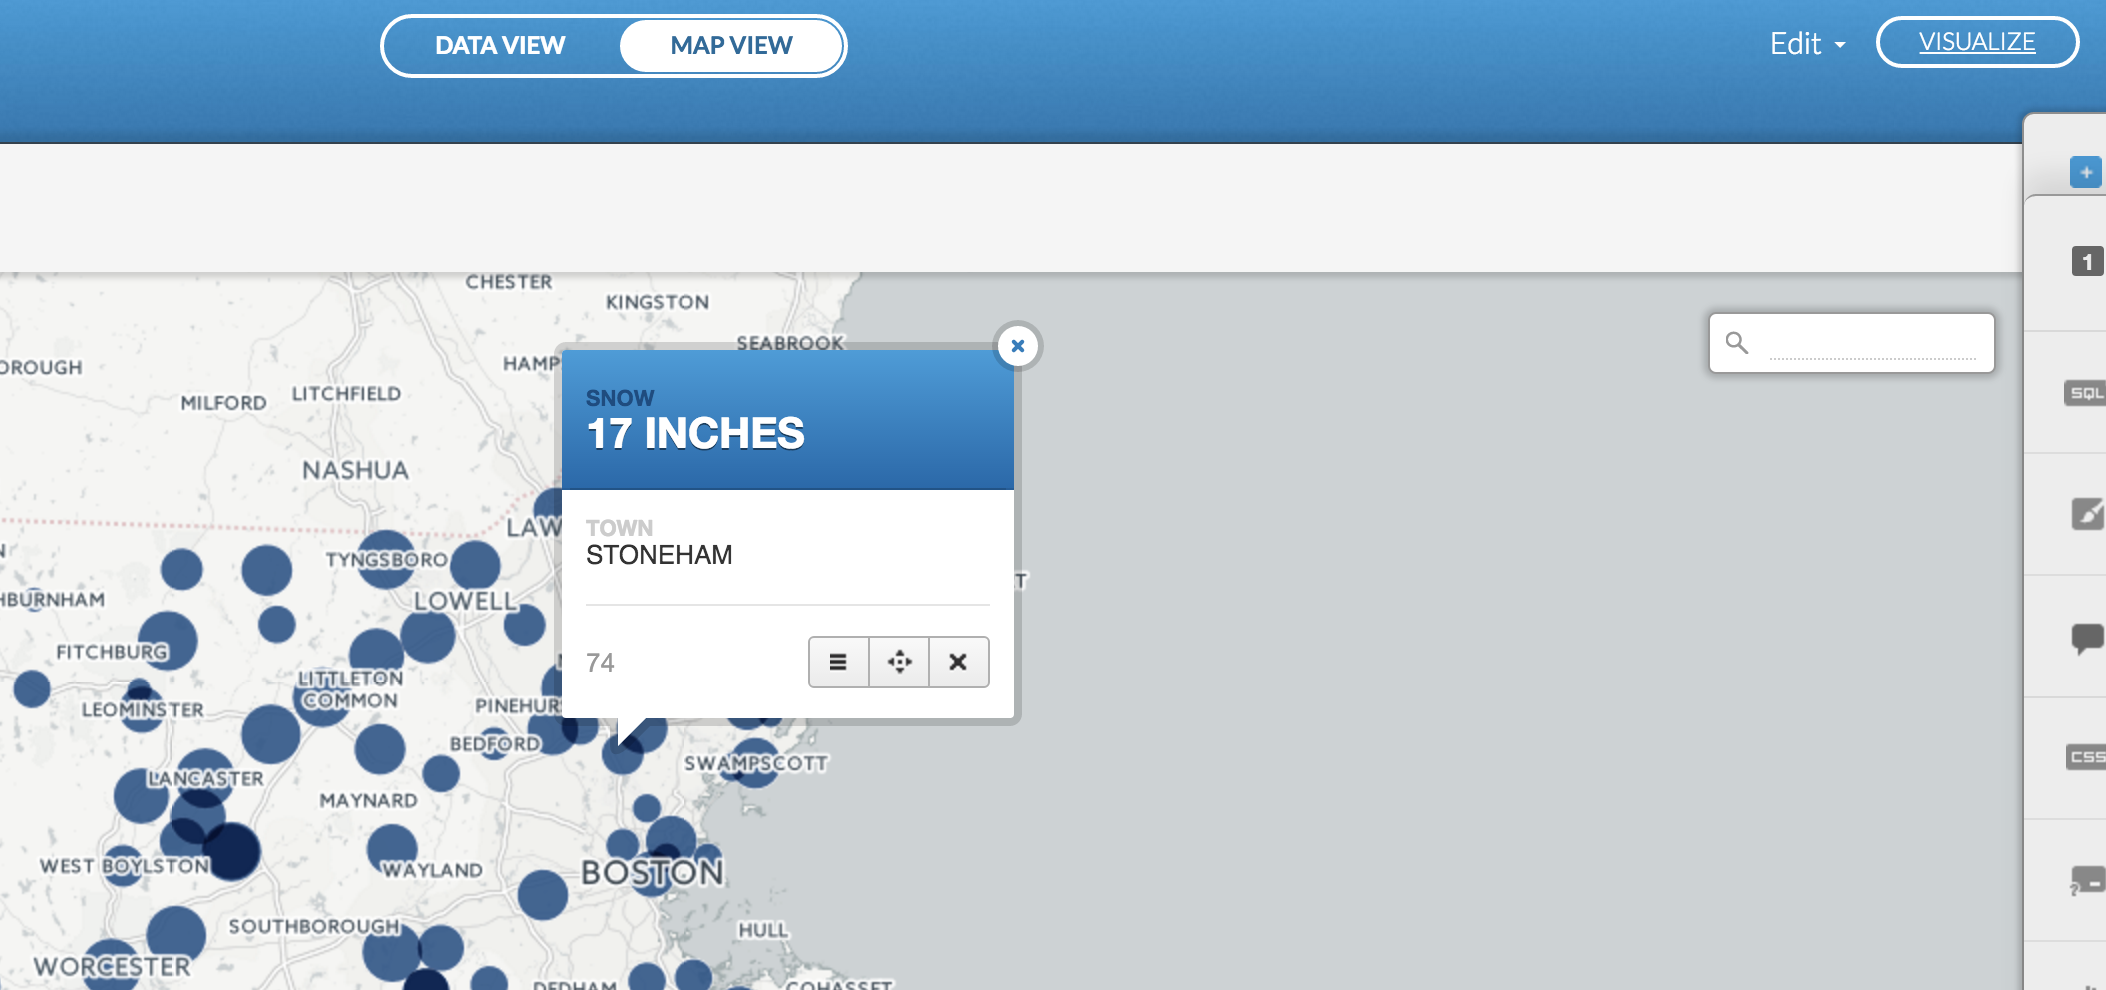 DATA VIEW
MAP VIEW
Edit
VISUALIZE
1
SQL
CSS
CHESTER
KINGSTON
SEABROOK
HAMP
OROUGH
MILFORD
LITCHFIELD
NASHUA
LAW
TYNGSBORO
LOWELL
HBURNHAM
FITCHBURG
LITTLETON
COMMON
LEOMINSTER
PINEHUR
BEDFORD
SWAMPSCOTT
LANCASTER
MAYNARD
WEST BOYLSTON
WAYLAND
BOSTON
SOUTHBOROUGH
HULL
WORCESTER
DEDHAM
COHASSET
SNOW
17 INCHES
TOWN
STONEHAM
74
T